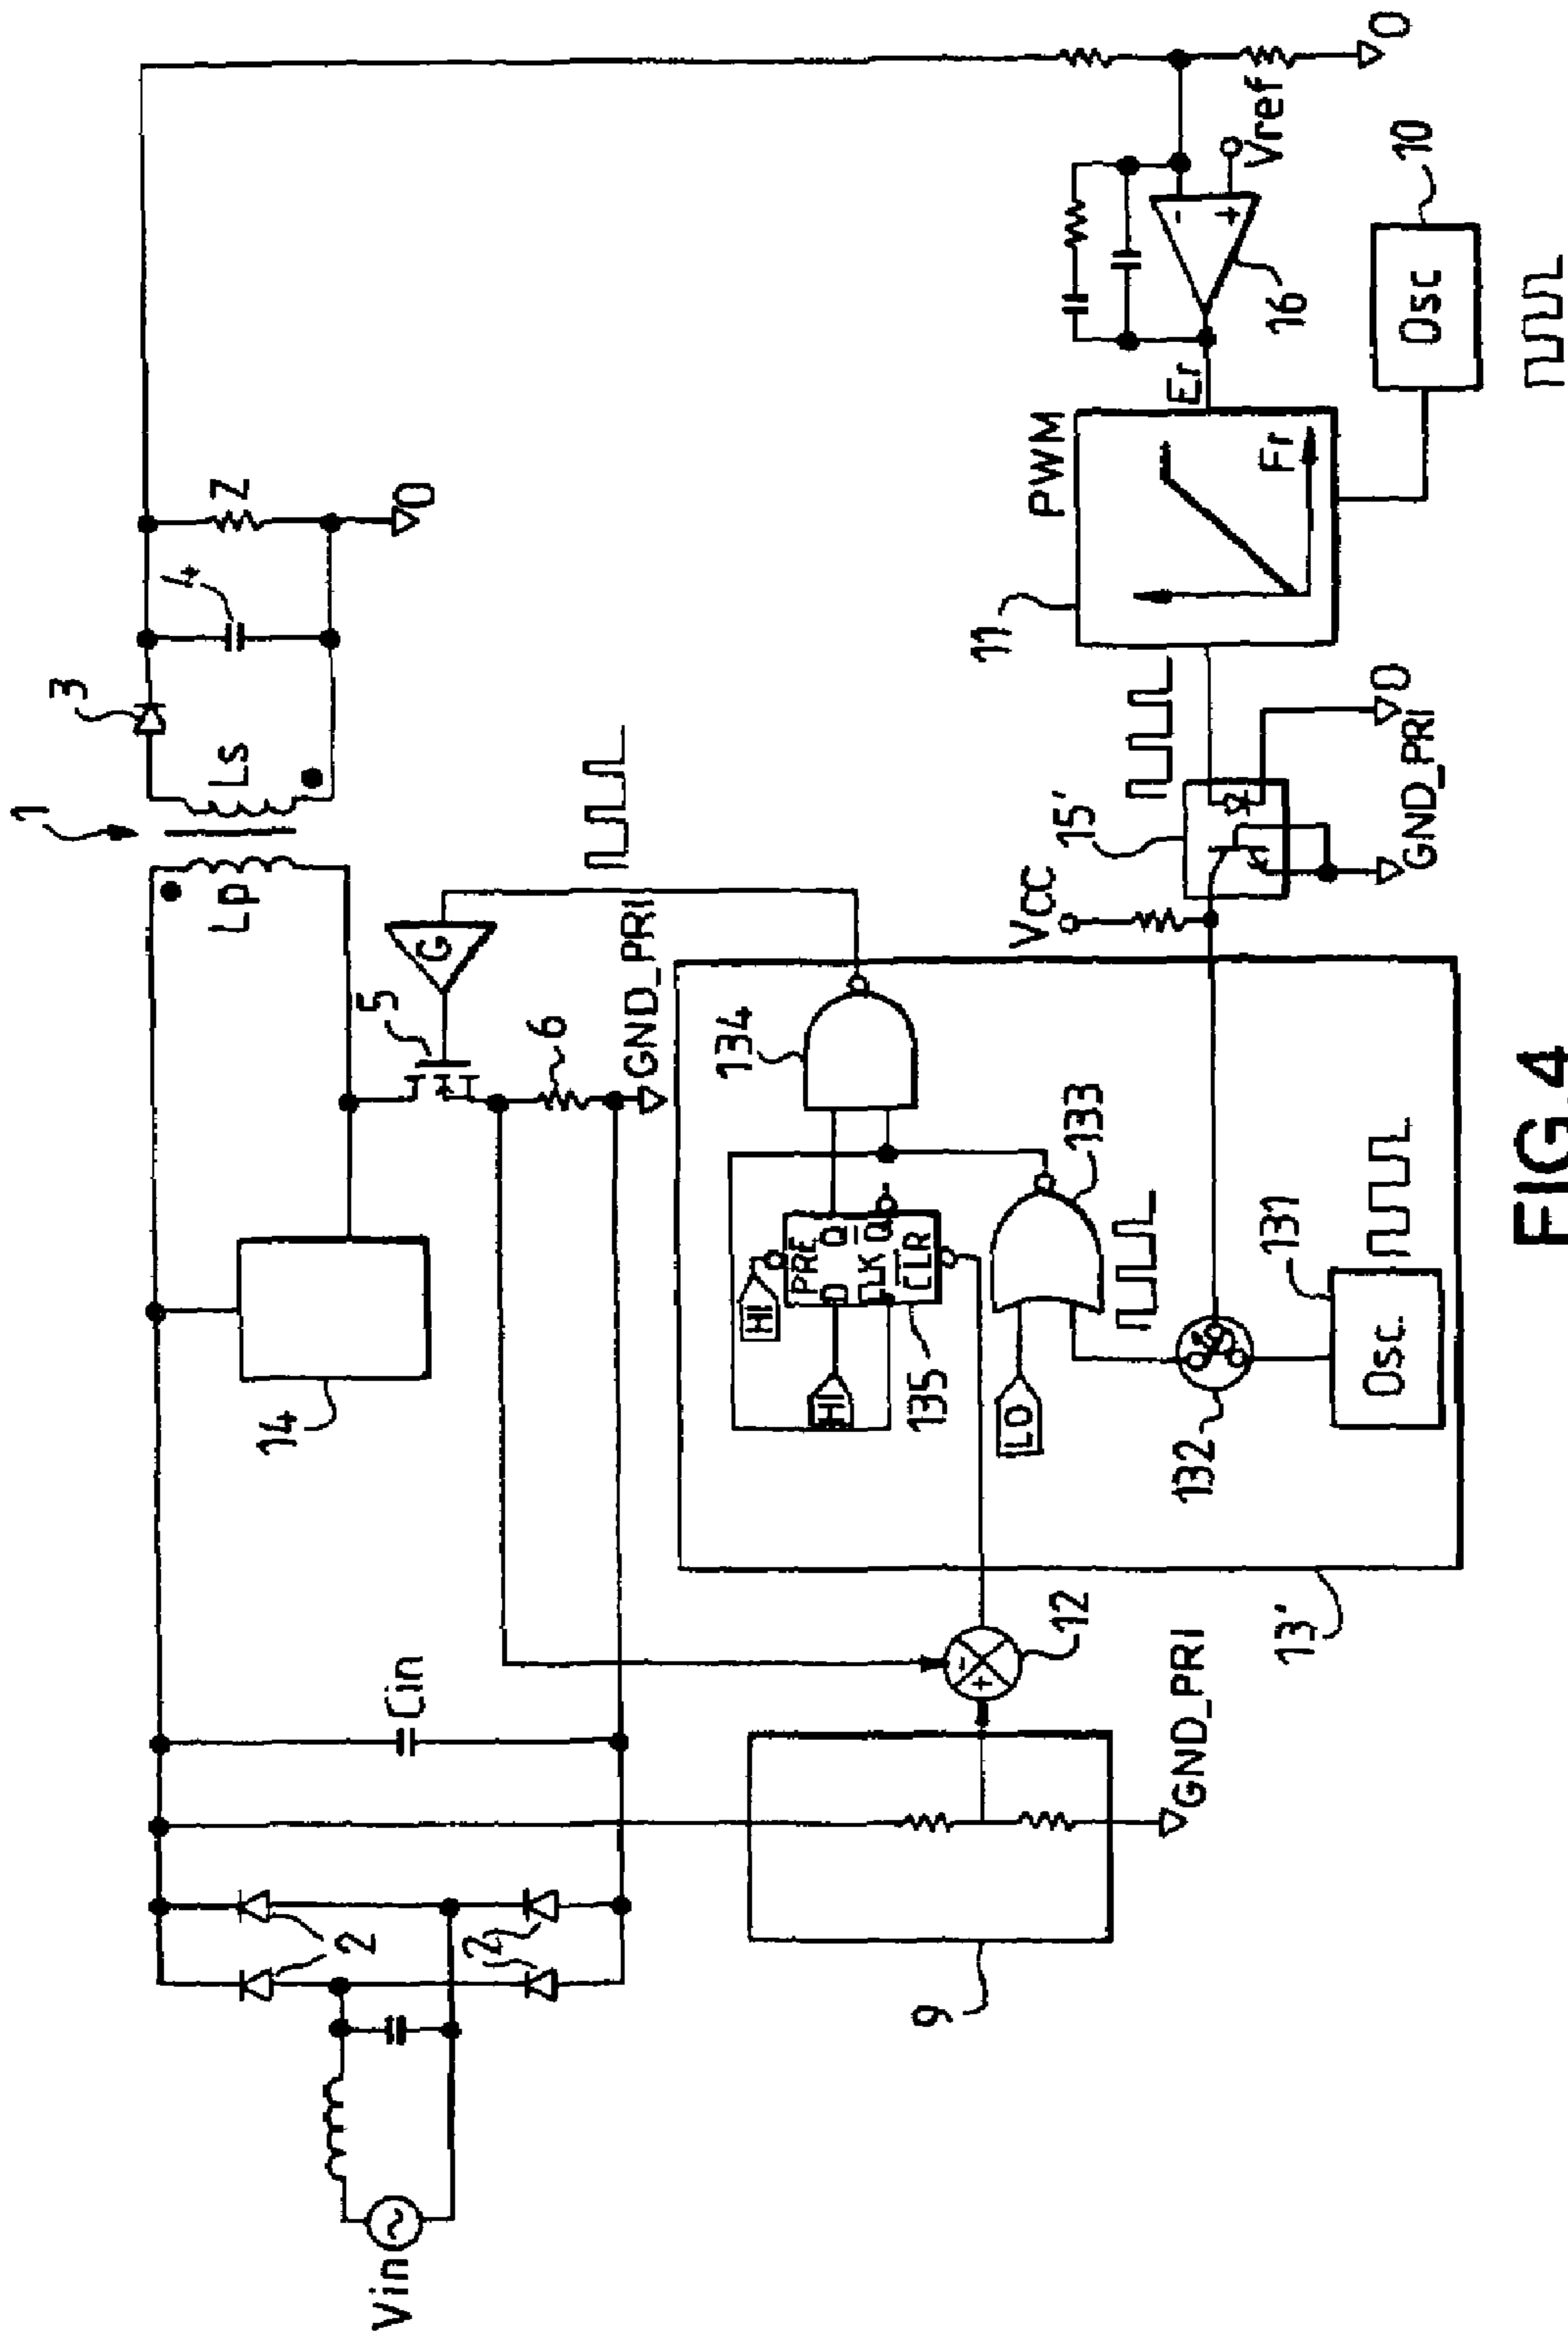 1
Lp
Ls
3
4
Z
0
14
5
G
6
GND_PRI
Vin
2
2
Cin
9
GND_PRI
12
+
-
13'
HI
HI
PRE
D
Q
CLK
Q
CLR
135
134
LO
133
132
Osc.
131
VCC
15'
GND_PRI
0
11
PWM
Fr
Er
16
-
+
Vref
0
Osc
10
FIG.4